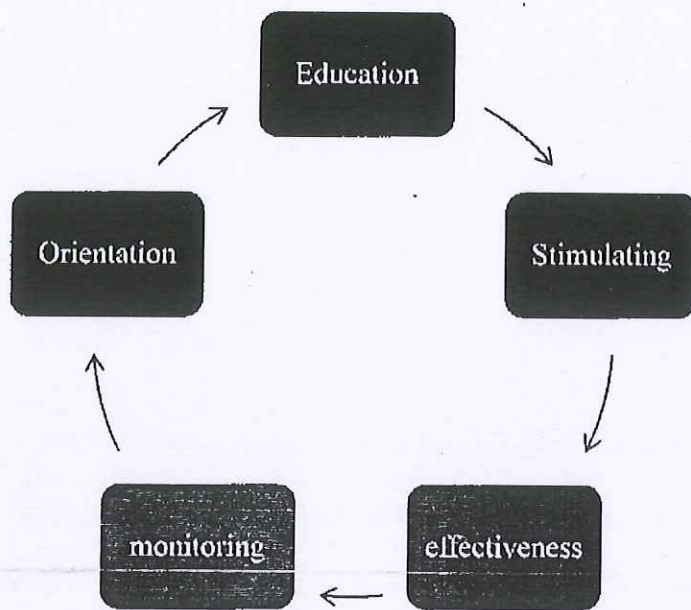 Education
Stimulating
effectiveness
monitoring
Orientation